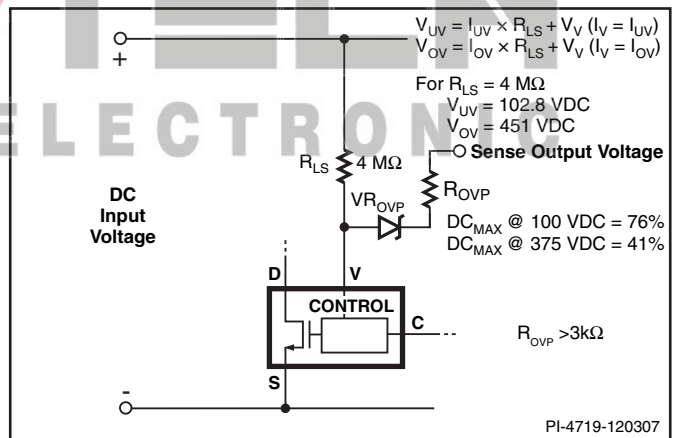 V_UV = I_UV × R_LS + V_V (I_V = I_UV)
V_OV = I_OV × R_LS + V_V (I_V = I_OV)
+
For R_LS = 4 MΩ
V_UV = 102.8 VDC
V_OV = 451 VDC
ELECTRONIC
Sense Output Voltage
R_LS
4 MΩ
VR_OVP
R_OVP
DC
Input
Voltage
DC_MAX @ 100 VDC = 76%
DC_MAX @ 375 VDC = 41%
D
V
CONTROL
C
R_OVP >3kΩ
S
-
PI-4719-120307